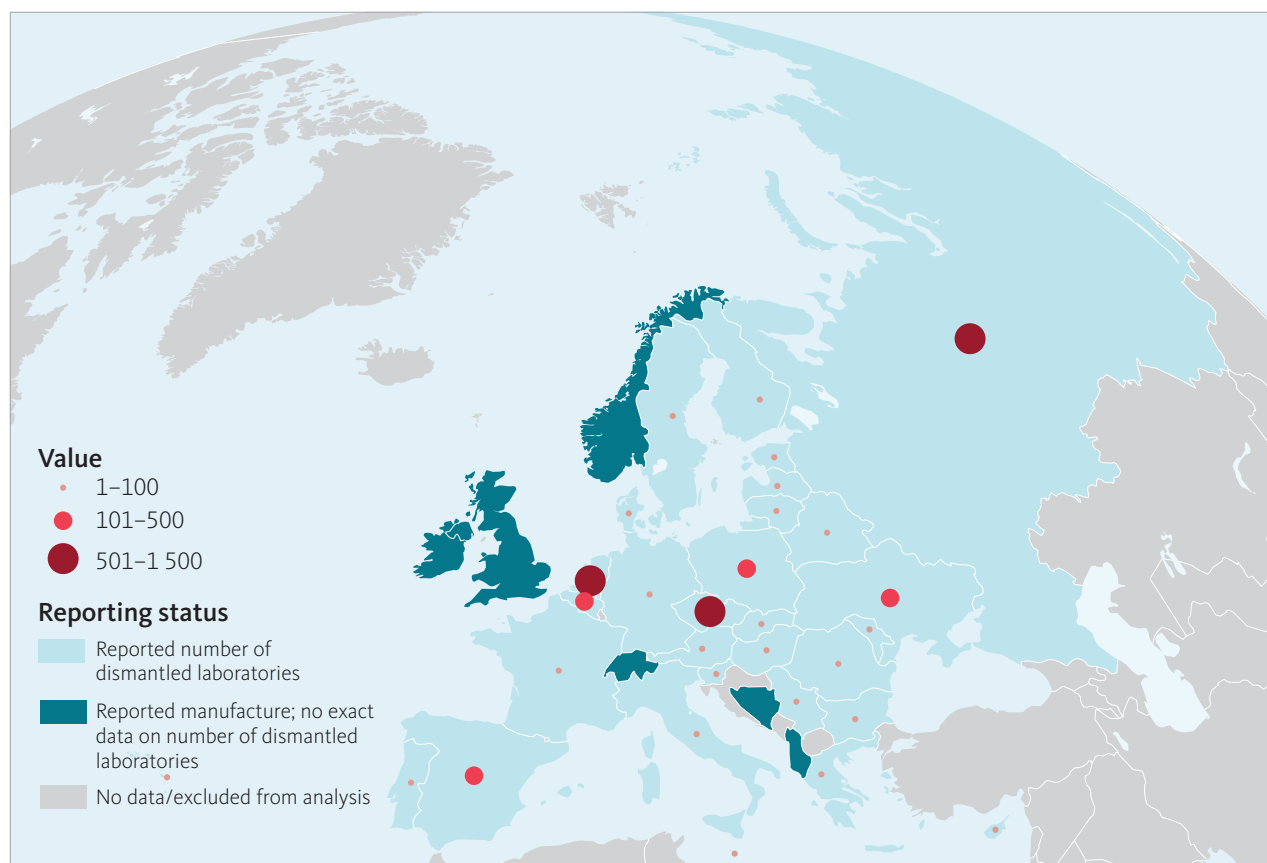 Value
1–100
101–500
501–1 500
Reporting status
Reported number of
dismantled laboratories
Reported manufacture; no exact
data on number of dismantled
laboratories
No data/excluded from analysis